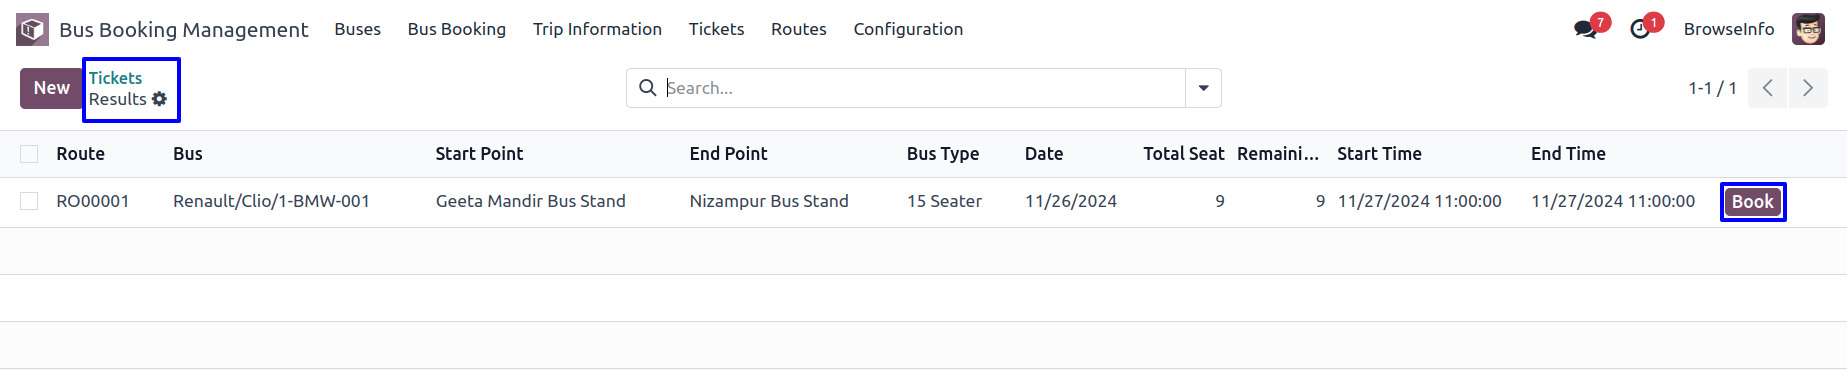 Bus Booking Management Buses Bus Booking Trip Information Tickets Routes Configuration 7 1 BrowseInfo
New Tickets Results Search... 1-1 / 1
Route Bus Start Point End Point Bus Type Date Total Seat Remaini... Start Time End Time
RO00001 Renault/Clio/1-BMW-001 Geeta Mandir Bus Stand Nizampur Bus Stand 15 Seater 11/26/2024 9 9 11/27/2024 11:00:00 11/27/2024 11:00:00 Book